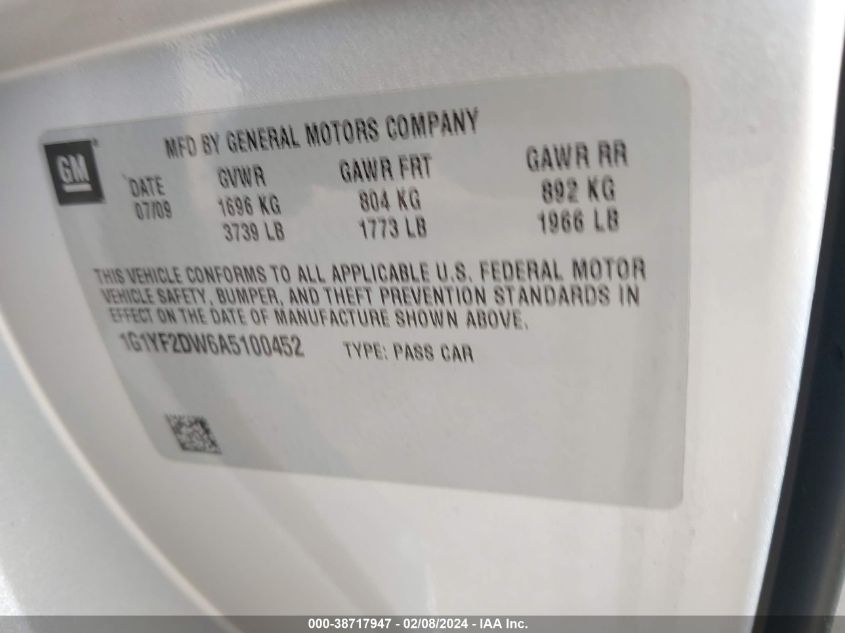 GM
MFD BY GENERAL MOTORS COMPANY
DATE GVWR GAWR FRT GAWR RR
07/09 1696 KG 804 KG 892 KG
3739 LB 1773 LB 1966 LB
THIS VEHICLE CONFORMS TO ALL APPLICABLE U.S. FEDERAL MOTOR
VEHICLE SAFETY, BUMPER, AND THEFT PREVENTION STANDARDS IN
EFFECT ON THE DATE OF MANUFACTURE SHOWN ABOVE.
1G1YF2DW6A5100452 TYPE: PASS CAR
000-38717947 - 02/08/2024 - IAA Inc.